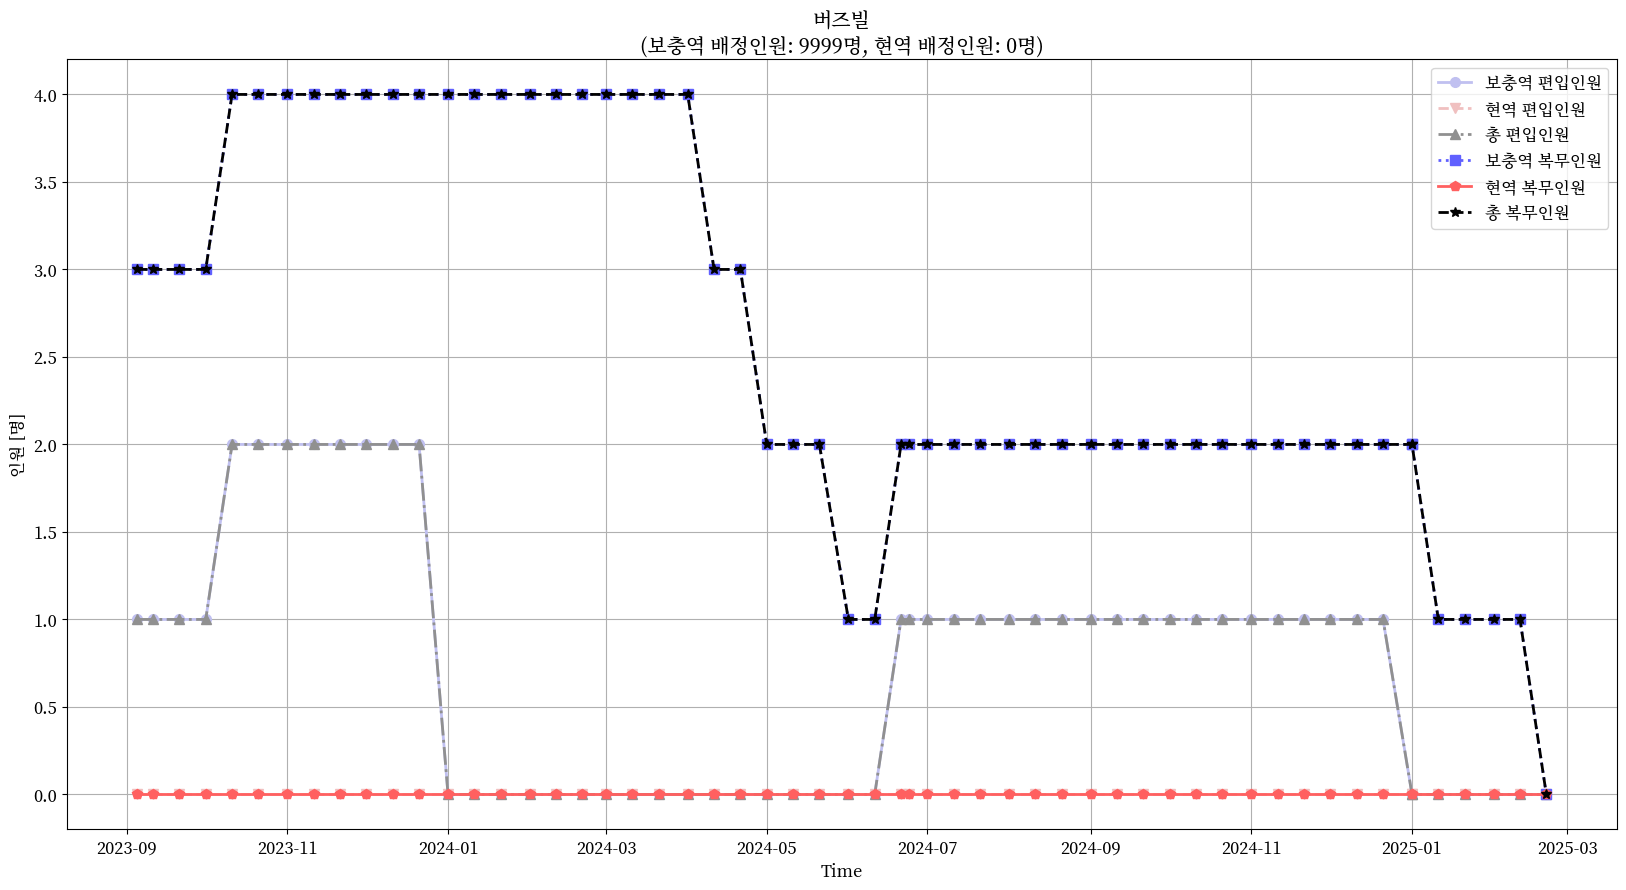 버즈빌
(보충역 배정인원: 9999명, 현역 배정인원: 0명)
보충역 편입인원
현역 편입인원
총 편입인원
보충역 복무인원
현역 복무인원
총 복무인원
인원 [명]
4.0
3.5
3.0
2.5
2.0
1.5
1.0
0.5
0.0
2023-09
2023-11
2024-01
2024-03
2024-05
2024-07
2024-09
2024-11
2025-01
2025-03
Time